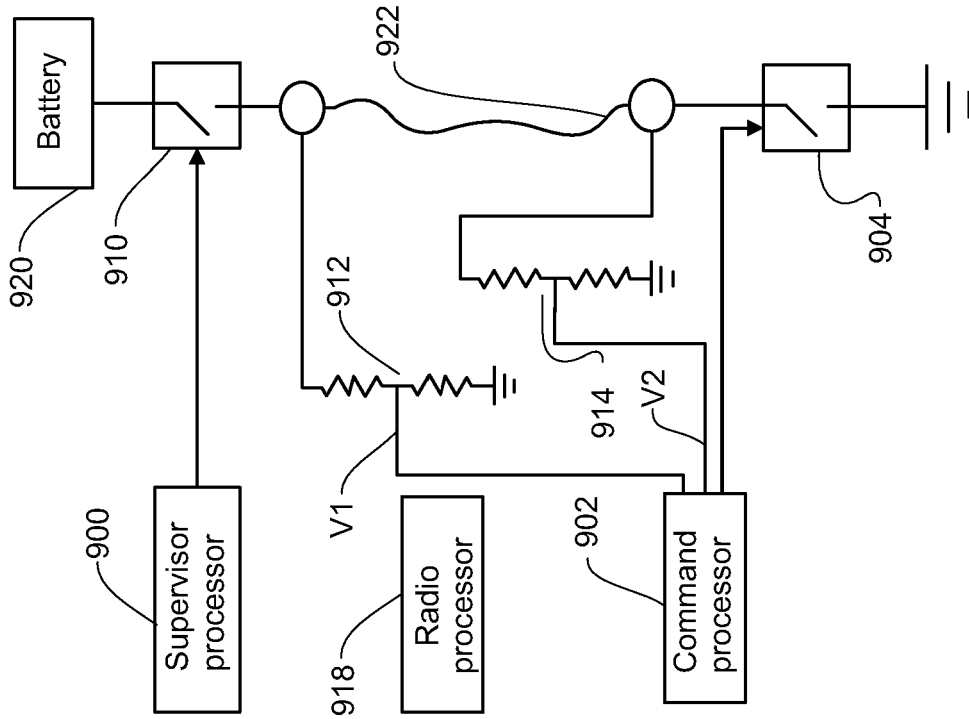 920
Battery
900
910
Supervisor
processor
912
V1
918
922
Radio
processor
902
914
V2
Command
processor
904